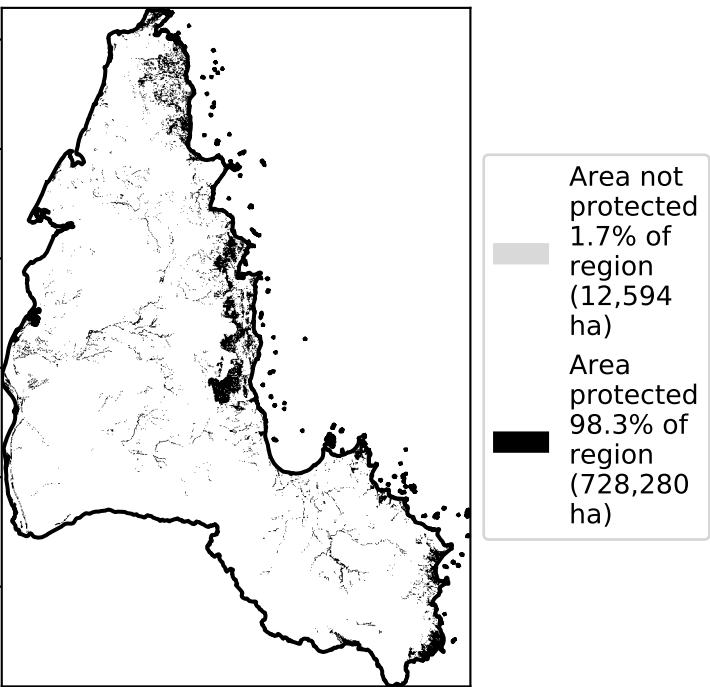 Area not
protected
1.7% of
region
(12,594
ha)
Area
protected
98.3% of
region
(728,280
ha)